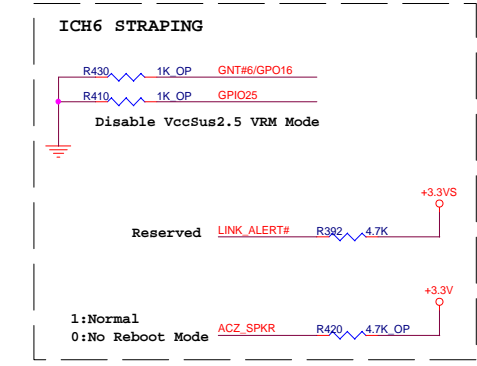 ICH6 STRAPING
R430 1K_OP GNT#6/GPO16
R410 1K_OP GPIO25
Disable VccSus2.5 VRM Mode
+3.3VS
Reserved LINK_ALERT# R392 4.7K
+3.3V
1:Normal
0:No Reboot Mode ACZ_SPKR R420 4.7K_OP